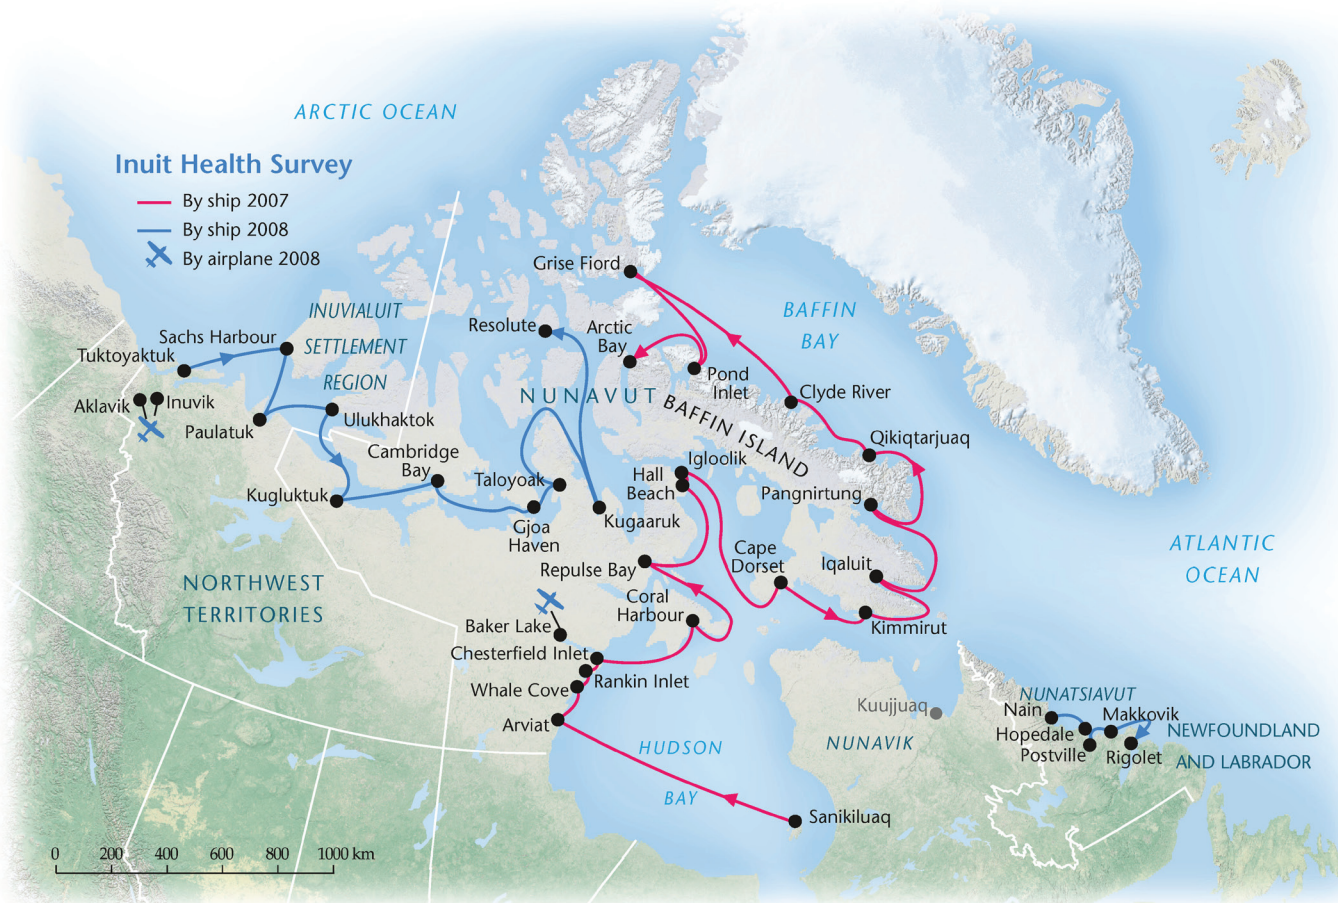 ARCTIC OCEAN
Inuit Health Survey
By ship 2007
By ship 2008
By airplane 2008
Grise Fiord
BAFFIN
BAY
INUVIALUIT
SETTLEMENT
REGION
Resolute
Arctic
Bay
Sachs Harbour
Tuktoyaktuk
Pond
Inlet
NUNAVUT
BAFFIN ISLAND
Clyde River
Aklavik
Inuvik
Paulatuk
Ulukhaktok
Qikiqtarjuaq
Cambridge
Bay
Igloolik
Hall
Beach
Taloyoak
Pangnirtung
Kugluktuk
Gjoa
Haven
Kugaaruk
ATLANTIC
OCEAN
Cape
Dorset
Iqaluit
Repulse Bay
NORTHWEST
TERRITORIES
Coral
Harbour
Baker Lake
Kimmirut
Chesterfield Inlet
Rankin Inlet
Whale Cove
Arviat
Kuujjuaq
NUNATSIAVUT
Nain
Makkovik
Hopedale
Postville
Rigolet
NEWFOUNDLAND
AND LABRADOR
HUDSON
BAY
NUNAVIK
Sanikiluaq
0 200 400 600 800 1000 km